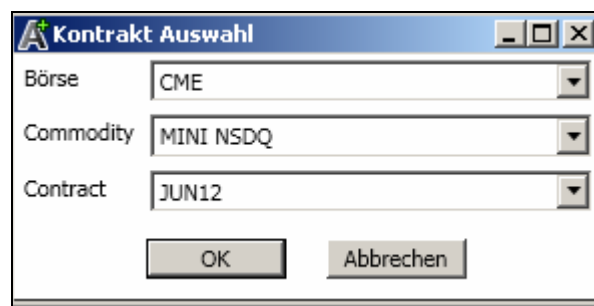 Kontrakt Auswahl
Börse CME
Commodity MINI NSDQ
Contract JUN12
OK Abbrechen